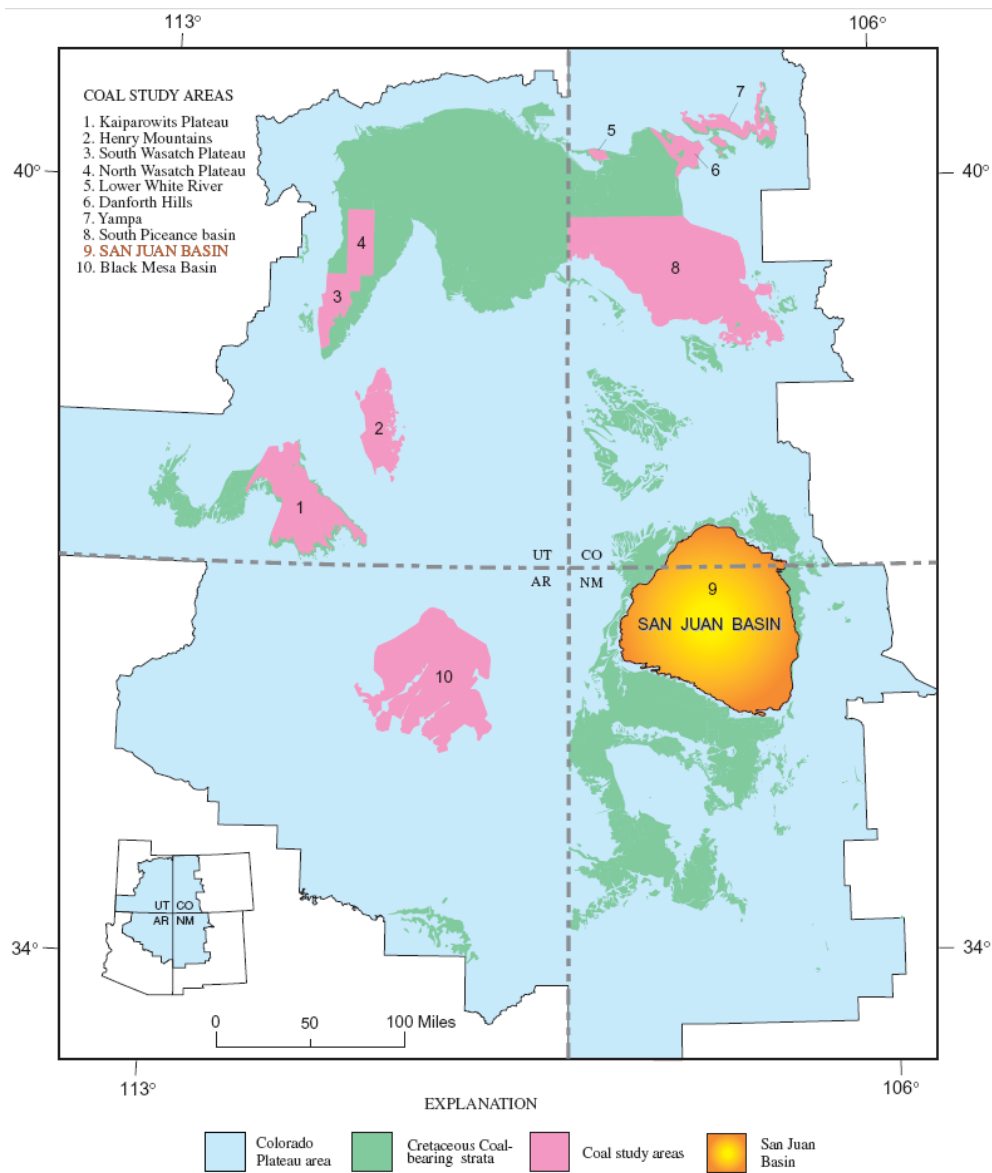 113°
106°
COAL STUDY AREAS
1. Kaiparowits Plateau
2. Henry Mountains
3. South Wasatch Plateau
4. North Wasatch Plateau
5. Lower White River
6. Danforth Hills
7. Yampa
8. South Piceance basin
9. SAN JUAN BASIN
10. Black Mesa Basin
7
5
40°
6
40°
4
8
3
2
1
UT CO
AR NM
9
SAN JUAN BASIN
10
UT CO
AR NM
34°
34°
0 50 100 Miles
113°
106°
EXPLANATION
Colorado
Plateau area
Cretaceous Coal-
bearing strata
Coal study areas
San Juan
Basin